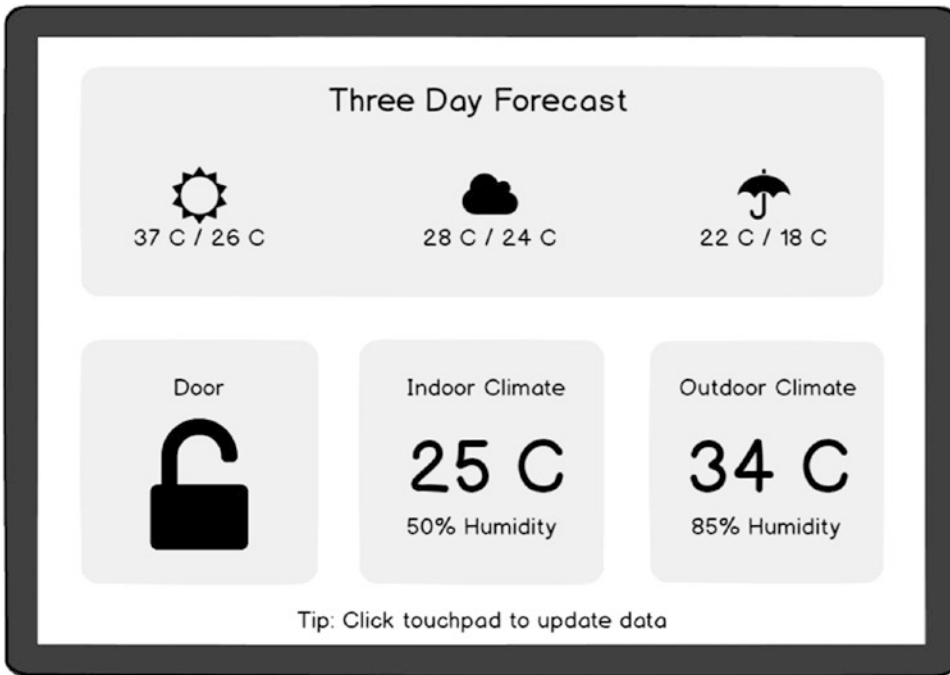 Three Day Forecast
37 C / 26 C
28 C / 24 C
22 C / 18 C
Door
Indoor Climate
25 C
50% Humidity
Outdoor Climate
34 C
85% Humidity
Tip: Click touchpad to update data